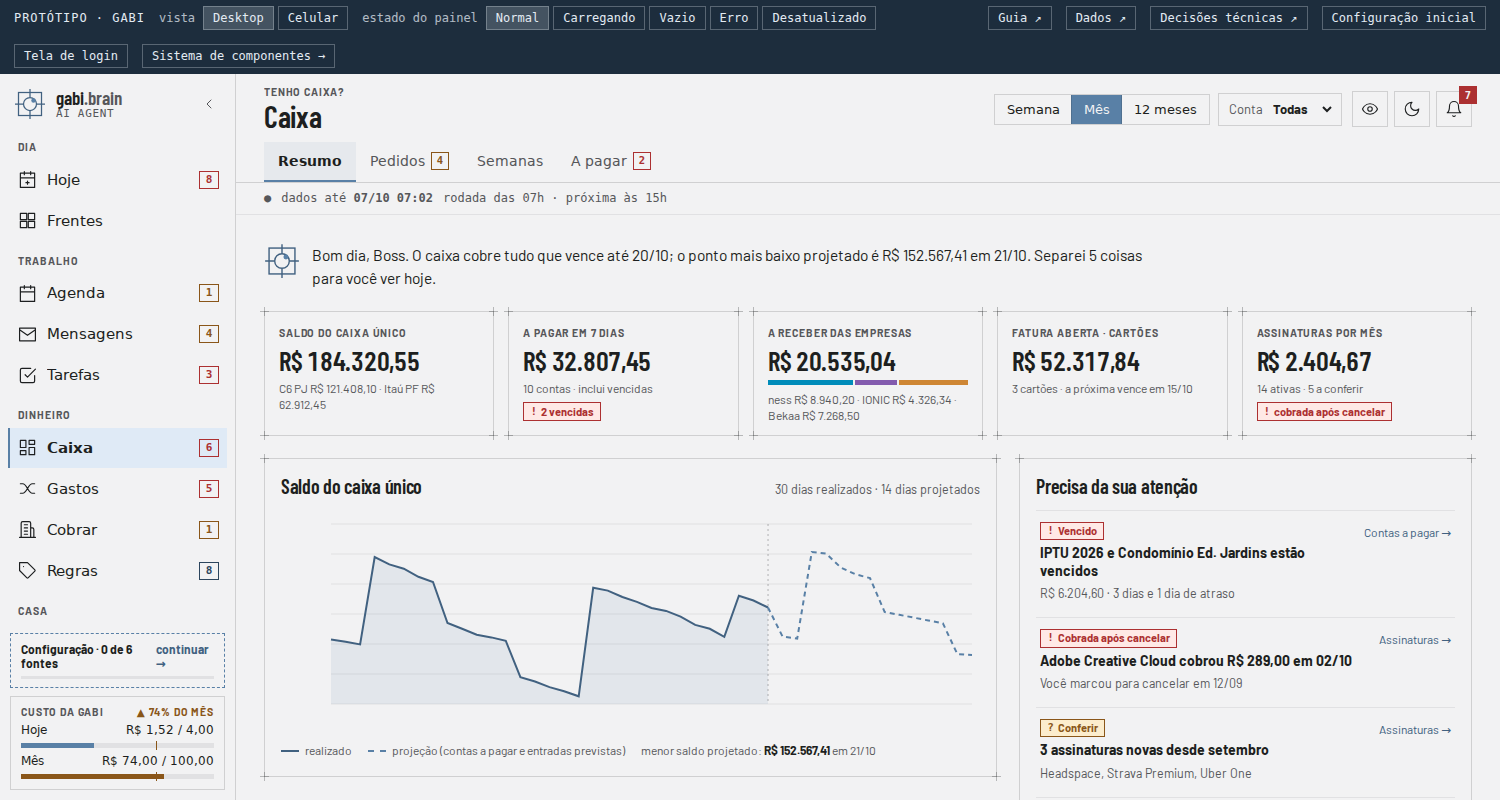 PROTÓTIPO · GABI vista Desktop Celular estado do painel Normal Carregando Vazio Erro Desatualizado Guia ↗ Dados ↗ Decisões técnicas ↗ Configuração inicial
Tela de login Sistema de componentes →
gabi.brain
AI AGENT
DIA
Hoje 8
Frentes
TRABALHO
Agenda 1
Mensagens 4
Tarefas 3
DINHEIRO
Caixa 6
Gastos 5
Cobrar 1
Regras 8
CASA
Configuração · 0 de 6 fontes continuar →
CUSTO DA GABI ▲ 74% DO MÊS
Hoje R$ 1,52 / 4,00
Mês R$ 74,00 / 100,00
TENHO CAIXA?
Caixa
Semana Mês 12 meses Conta Todas 7
Resumo Pedidos 4 Semanas A pagar 2
● dados até 07/10 07:02 rodada das 07h · próxima às 15h
Bom dia, Boss. O caixa cobre tudo que vence até 20/10; o ponto mais baixo projetado é R$ 152.567,41 em 21/10. Separei 5 coisas
para você ver hoje.
SALDO DO CAIXA ÚNICO
R$ 184.320,55
C6 PJ R$ 121.408,10 · Itaú PF R$
62.912,45
A PAGAR EM 7 DIAS
R$ 32.807,45
10 contas · inclui vencidas
! 2 vencidas
A RECEBER DAS EMPRESAS
R$ 20.535,04
ness R$ 8.940,20 · IONIC R$ 4.326,34 ·
Bekaa R$ 7.268,50
FATURA ABERTA · CARTÕES
R$ 52.317,84
3 cartões · a próxima vence em 15/10
ASSINATURAS POR MÊS
R$ 2.404,67
14 ativas · 5 a conferir
! cobrada após cancelar
Saldo do caixa único 30 dias realizados · 14 dias projetados
realizado projeção (contas a pagar e entradas previstas) menor saldo projetado: R$ 152.567,41 em 21/10
Precisa da sua atenção
! Vencido Contas a pagar →
IPTU 2026 e Condomínio Ed. Jardins estão
vencidos
R$ 6.204,60 · 3 dias e 1 dia de atraso
! Cobrada após cancelar Assinaturas →
Adobe Creative Cloud cobrou R$ 289,00 em 02/10
Você marcou para cancelar em 12/09
? Conferir Assinaturas →
3 assinaturas novas desde setembro
Headspace, Strava Premium, Uber One